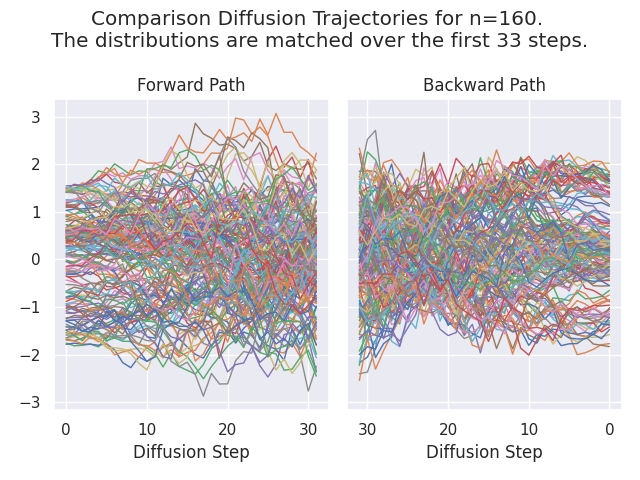 Comparison Diffusion Trajectories for n=160.
The distributions are matched over the first 33 steps.
Forward Path
Backward Path
3
2
1
0
−1
−2
−3
0 10 20 30
30 20 10 0
Diffusion Step
Diffusion Step